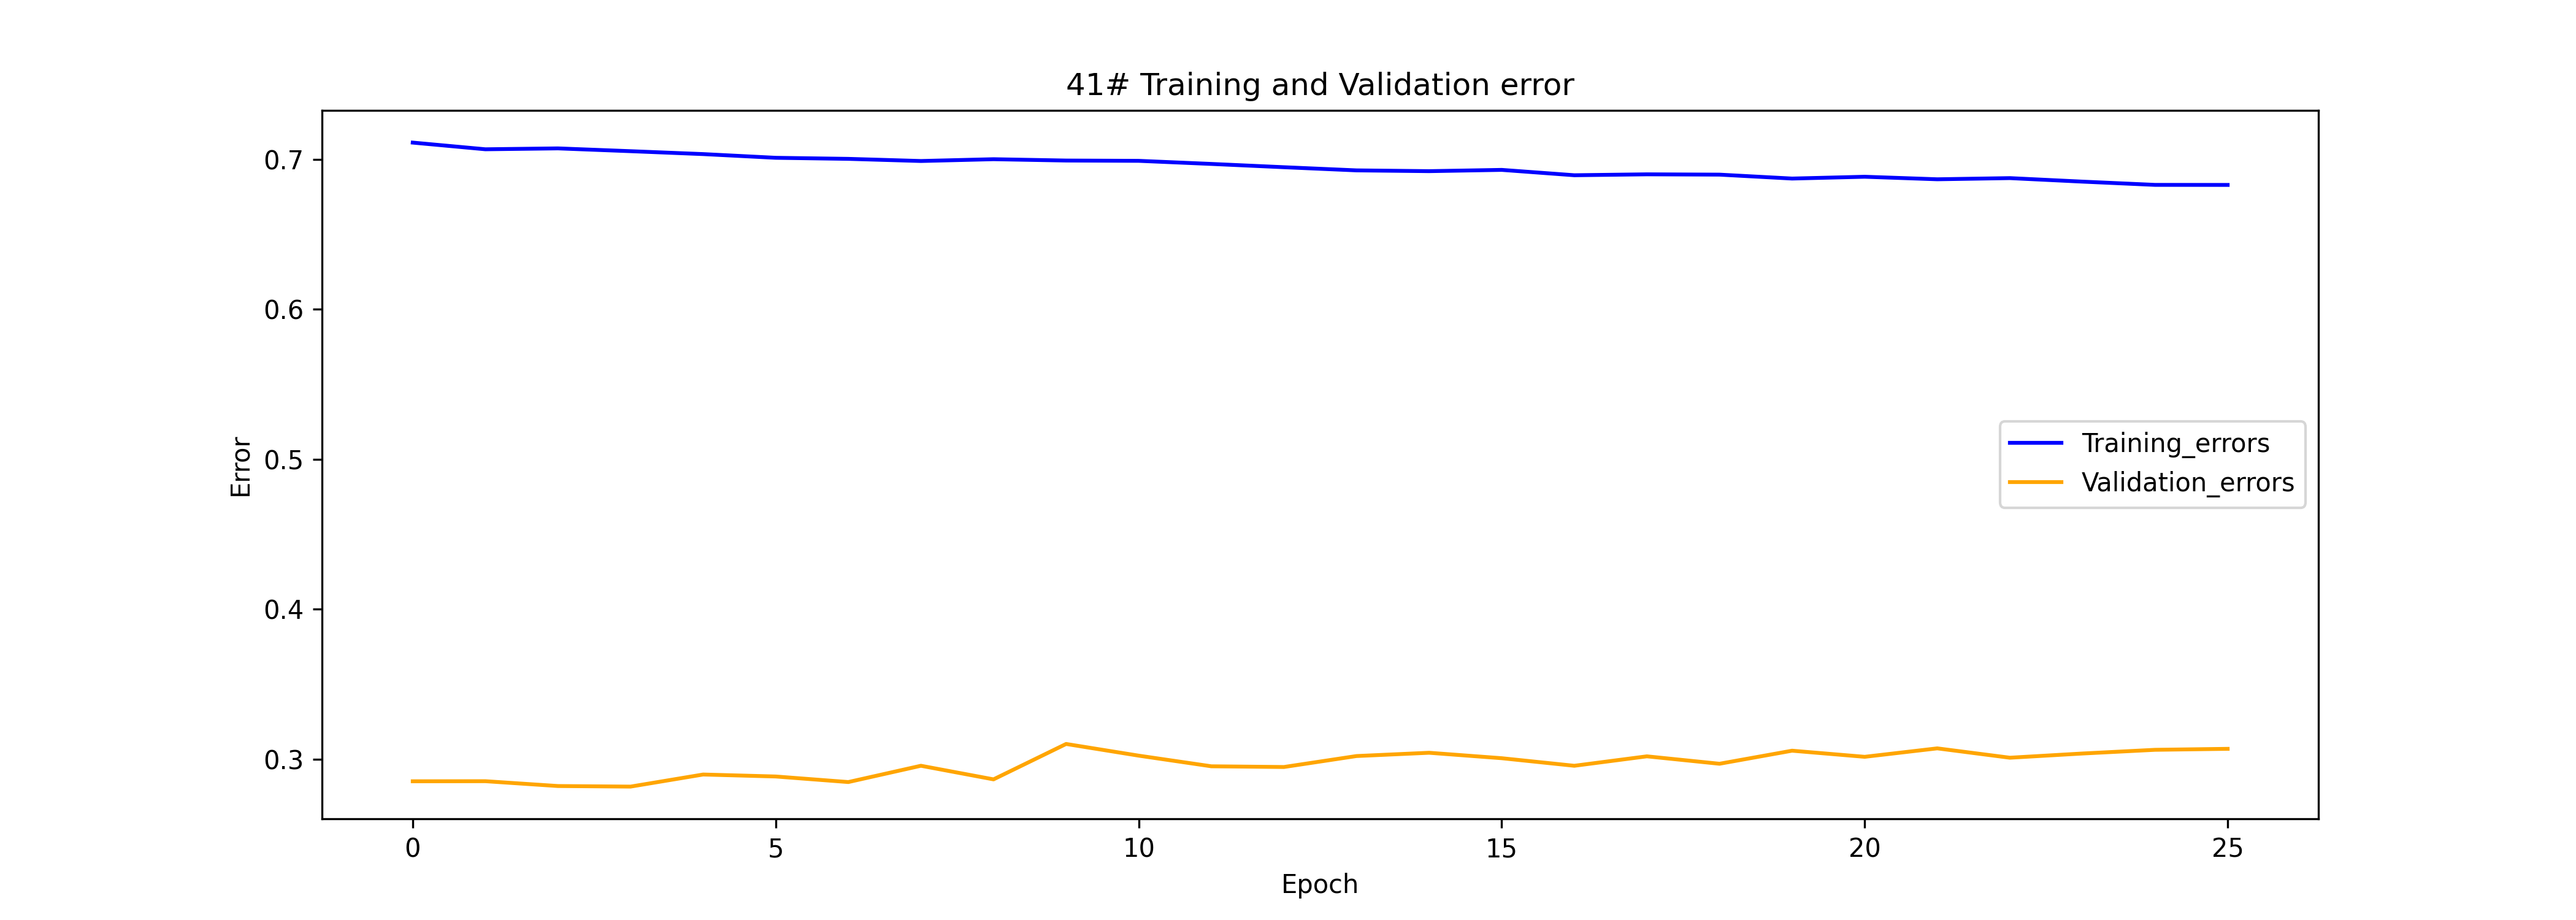 41# Training and Validation error
Error
0.7
0.6
0.5
0.4
0.3
Training_errors
Validation_errors
0 5 10 15 20 25
Epoch